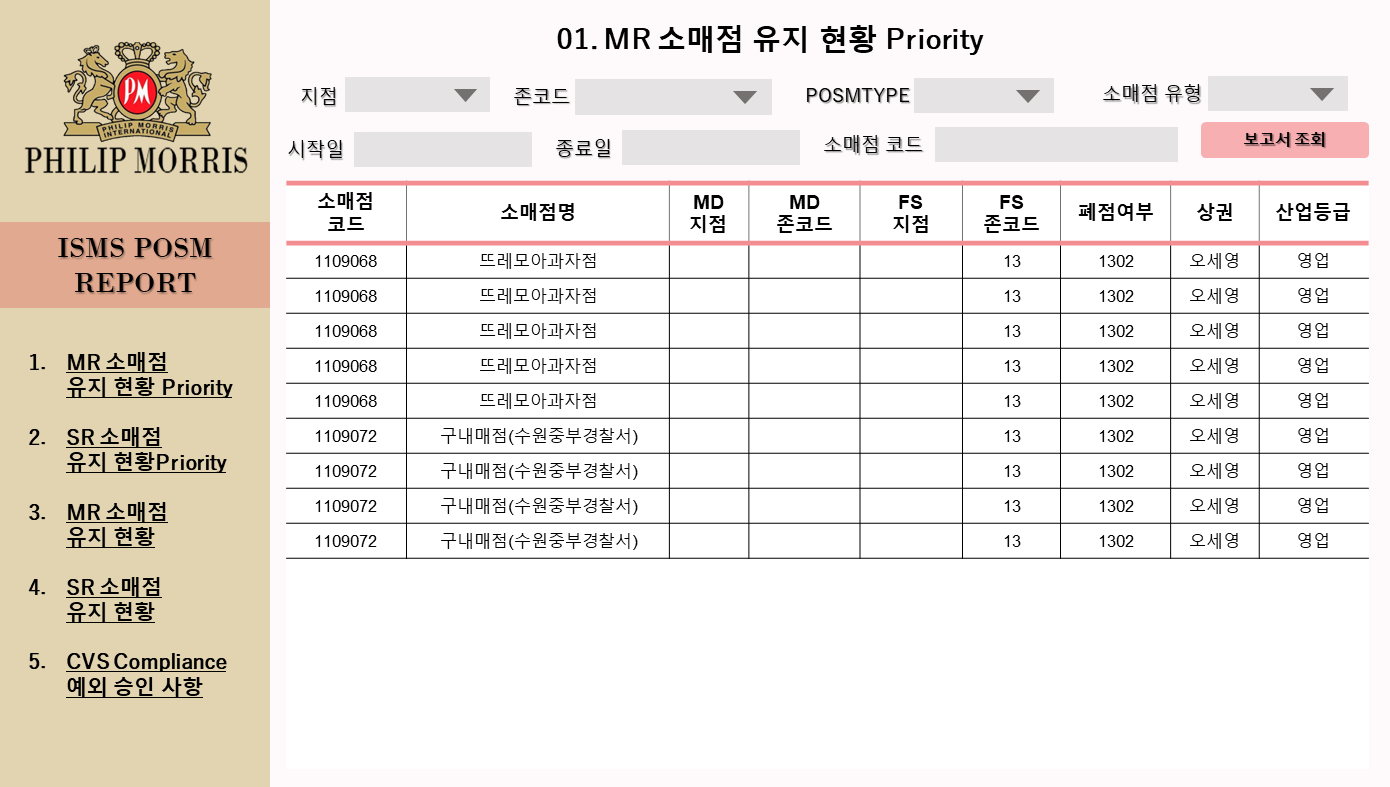 PM
PHILIP MORRIS
INTERNATIONAL
PHILIP MORRIS
ISMS POSM
REPORT
1. MR 소매점
유지 현황 Priority
2. SR 소매점
유지 현황Priority
3. MR 소매점
유지 현황
4. SR 소매점
유지 현황
5. CVS Compliance
예외 승인 사항
01. MR 소매점 유지 현황 Priority
지점 존코드 POSMTYPE 소매점 유형
시작일 종료일 소매점 코드 보고서 조회
소매점 코드 소매점명 MD 지점 MD 존코드 FS 지점 FS 존코드 폐점여부 상권 산업등급
1109068 뜨레모아과자점 13 1302 오세영 영업
1109068 뜨레모아과자점 13 1302 오세영 영업
1109068 뜨레모아과자점 13 1302 오세영 영업
1109068 뜨레모아과자점 13 1302 오세영 영업
1109068 뜨레모아과자점 13 1302 오세영 영업
1109072 구내매점(수원중부경찰서) 13 1302 오세영 영업
1109072 구내매점(수원중부경찰서) 13 1302 오세영 영업
1109072 구내매점(수원중부경찰서) 13 1302 오세영 영업
1109072 구내매점(수원중부경찰서) 13 1302 오세영 영업